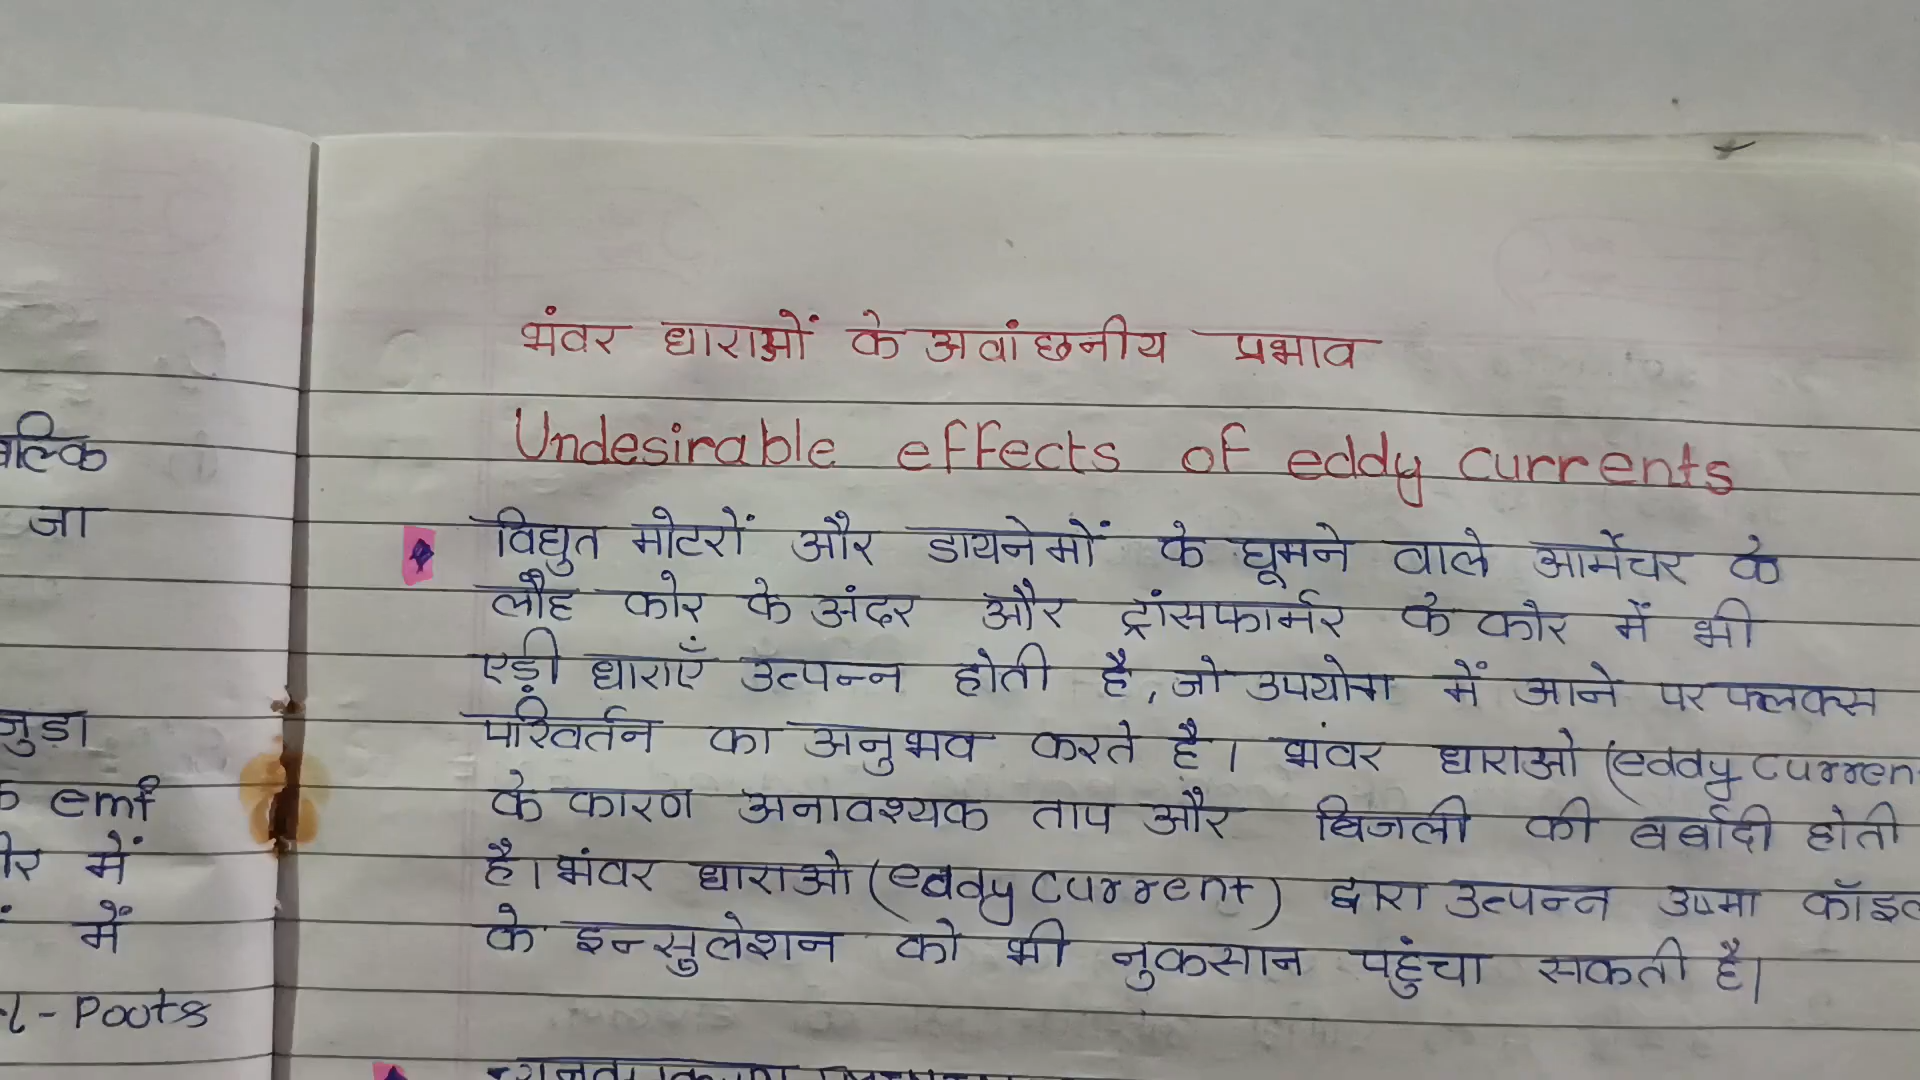 बल्कि
जा
जुड़ा
emf
में
में
Poots
भंवर धाराओं के अवांछनीय प्रभाव
Undesirable effects of eddy currents
विद्युत मोटरों और डायनेमों के घूमने वाले आर्मेचर के
लौह कोर के अंदर और ट्रांसफार्मर के कोर में भी
एड़ी धाराएँ उत्पन्न होती है, जो उपयोग में आने पर फ्लक्स
परिवर्तन का अनुभव करते है। भंवर धाराओ (eddy curren
के कारण अनावश्यक ताप और बिजली की बर्बादी होती
है। भंवर धाराओ (eddy current) द्वारा उत्पन्न उष्मा कॉइल
के इन्सुलेशन को भी नुकसान पहुंचा सकती है।